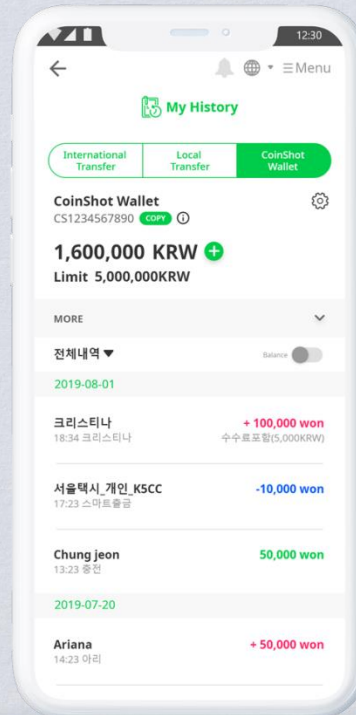 12:30
Menu
My History
International Transfer
Local Transfer
CoinShot Wallet
CoinShot Wallet
CS1234567890 COPY
1,600,000 KRW
Limit 5,000,000KRW
MORE
전체내역 ▼ Balance
2019-08-01
크리스티나 + 100,000 won
18:34 크리스티나 수수료포함(5,000KRW)
서울택시_개인_K5CC -10,000 won
17:23 스마트출금
Chung jeon 50,000 won
13:23 충전
2019-07-20
Ariana + 50,000 won
14:23 아리